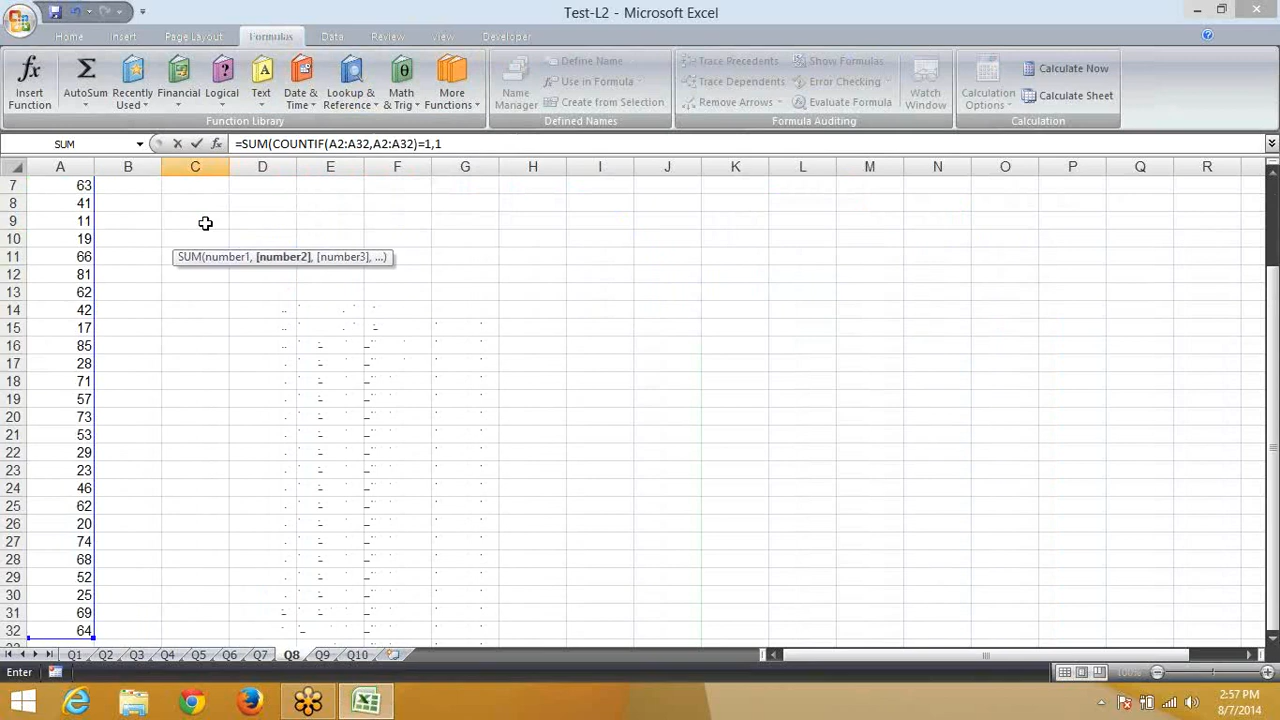 Test-L2 - Microsoft Excel
Home Insert Page Layout Formulas Data Review View Developer
Insert Function
AutoSum
Recently Used
Financial
Logical
Text
Date & Time
Lookup & Reference
Math & Trig
More Functions
Function Library
Name Manager
Define Name
Use in Formula
Create from Selection
Defined Names
Trace Precedents
Trace Dependents
Remove Arrows
Show Formulas
Error Checking
Evaluate Formula
Formula Auditing
Watch Window
Calculation Options
Calculate Now
Calculate Sheet
Calculation
SUM =SUM(COUNTIF(A2:A32,A2:A32)=1,1
A B C D E F G H I J K L M N O P Q R
7 63
8 41
9 11
10 19
11 66
SUM(number1, [number2], [number3], ...)
12 81
13 62
14 42
15 17
16 85
17 28
18 71
19 57
20 73
21 53
22 29
23 23
24 46
25 62
26 20
27 74
28 68
29 52
30 25
31 69
32 64
Q1 Q2 Q3 Q4 Q5 Q6 Q7 Q8 Q9 Q10
Enter 100%
2:57 PM
8/7/2014